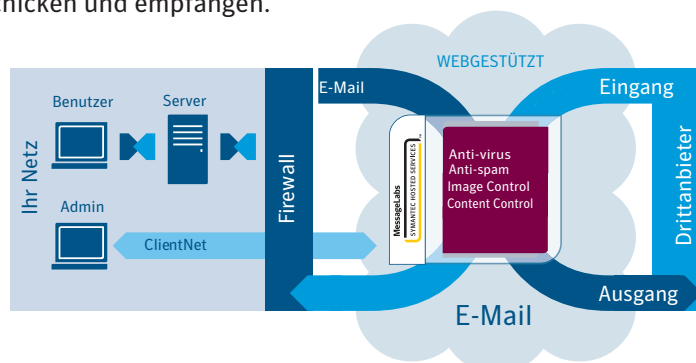 hicken und empfangen.
WEBGESTÜTZT
E-Mail
Eingang
Benutzer
Server
Ihr Netz
Firewall
MessageLabs
SYMANTEC HOSTED SERVICES
Anti-virus
Anti-spam
Image Control
Content Control
Drittanbieter
Admin
ClientNet
Ausgang
E-Mail